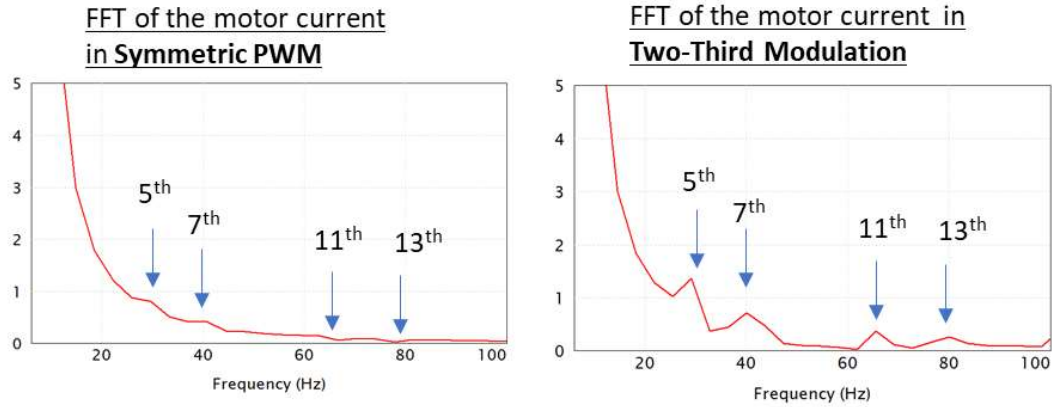 FFT of the motor current
in Symmetric PWM
5
4
3
2
1
0
5th
7th
11th
13th
20
40
60
80
100
Frequency (Hz)
FFT of the motor current in
Two-Third Modulation
5
4
3
2
1
0
5th
7th
11th
13th
20
40
60
80
100
Frequency (Hz)